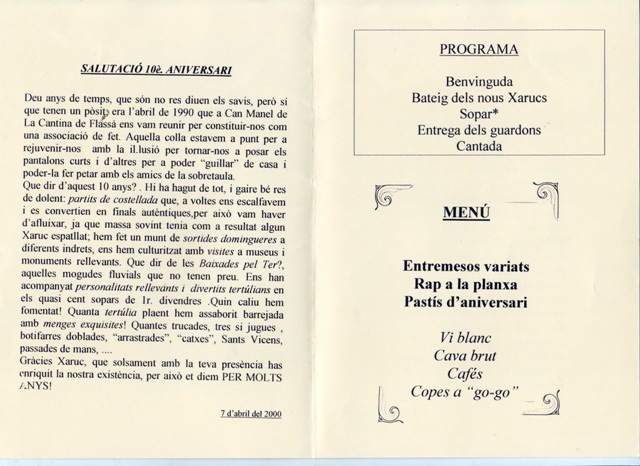 SALUTACIÓ 10è. ANIVERSARI
Deu anys de temps, que són no res diuen els savis, però si
que tenen un pòsit, era l'abril de 1990 que a Can Manel de
La Cantina de Flassà ens vam reunir per constituir-nos com
una associació de fet. Aquella colla estavem a punt per a
rejuvenir-nos amb la il.lusió per tornar-nos a posar els
pantalons curts i d'altres per a poder "guillar" de casa i
poder-la fer petar amb els amics de la sobretaula.
Que dir d'aquest 10 anys? . Hi ha hagut de tot, i gaire bé res
de dolent: partits de costellada que, a voltes ens escalfavem
i es convertien en finals autèntiques,per això vam haver
d'afluixar, ja que massa sovint tenia com a resultat algun
Xaruc espatllat; hem fet un munt de sortides domingueres a
diferents indrets, ens hem culturitzat amb visites a museus i
monuments rellevants. Que dir de les Baixades pel Ter?,
aquelles mogudes fluvials que no tenen preu. Ens han
acompanyat personalitats rellevants i divertits tertúlians en
els quasi cent sopars de 1r. divendres .Quin caliu hem
fomentat! Quanta tertúlia plaent hem assaborit barrejada
amb menges exquisites! Quantes trucades, tres si jugues ,
botifarres doblades, "arrastrades", "catxes", Sants Vicens,
passades de mans, ....
Gràcies Xaruc, que solsament amb la teva presència has
enriquit la nostra existència, per això et diem PER MOLTS
ANYS!
7 d'abril del 2000
PROGRAMA
Benvinguda
Bateig dels nous Xarucs
Sopar*
Entrega dels guardons
Cantada
MENÚ
Entremesos variats
Rap a la planxa
Pastís d'aniversari
Vi blanc
Cava brut
Cafés
Copes a "go-go"